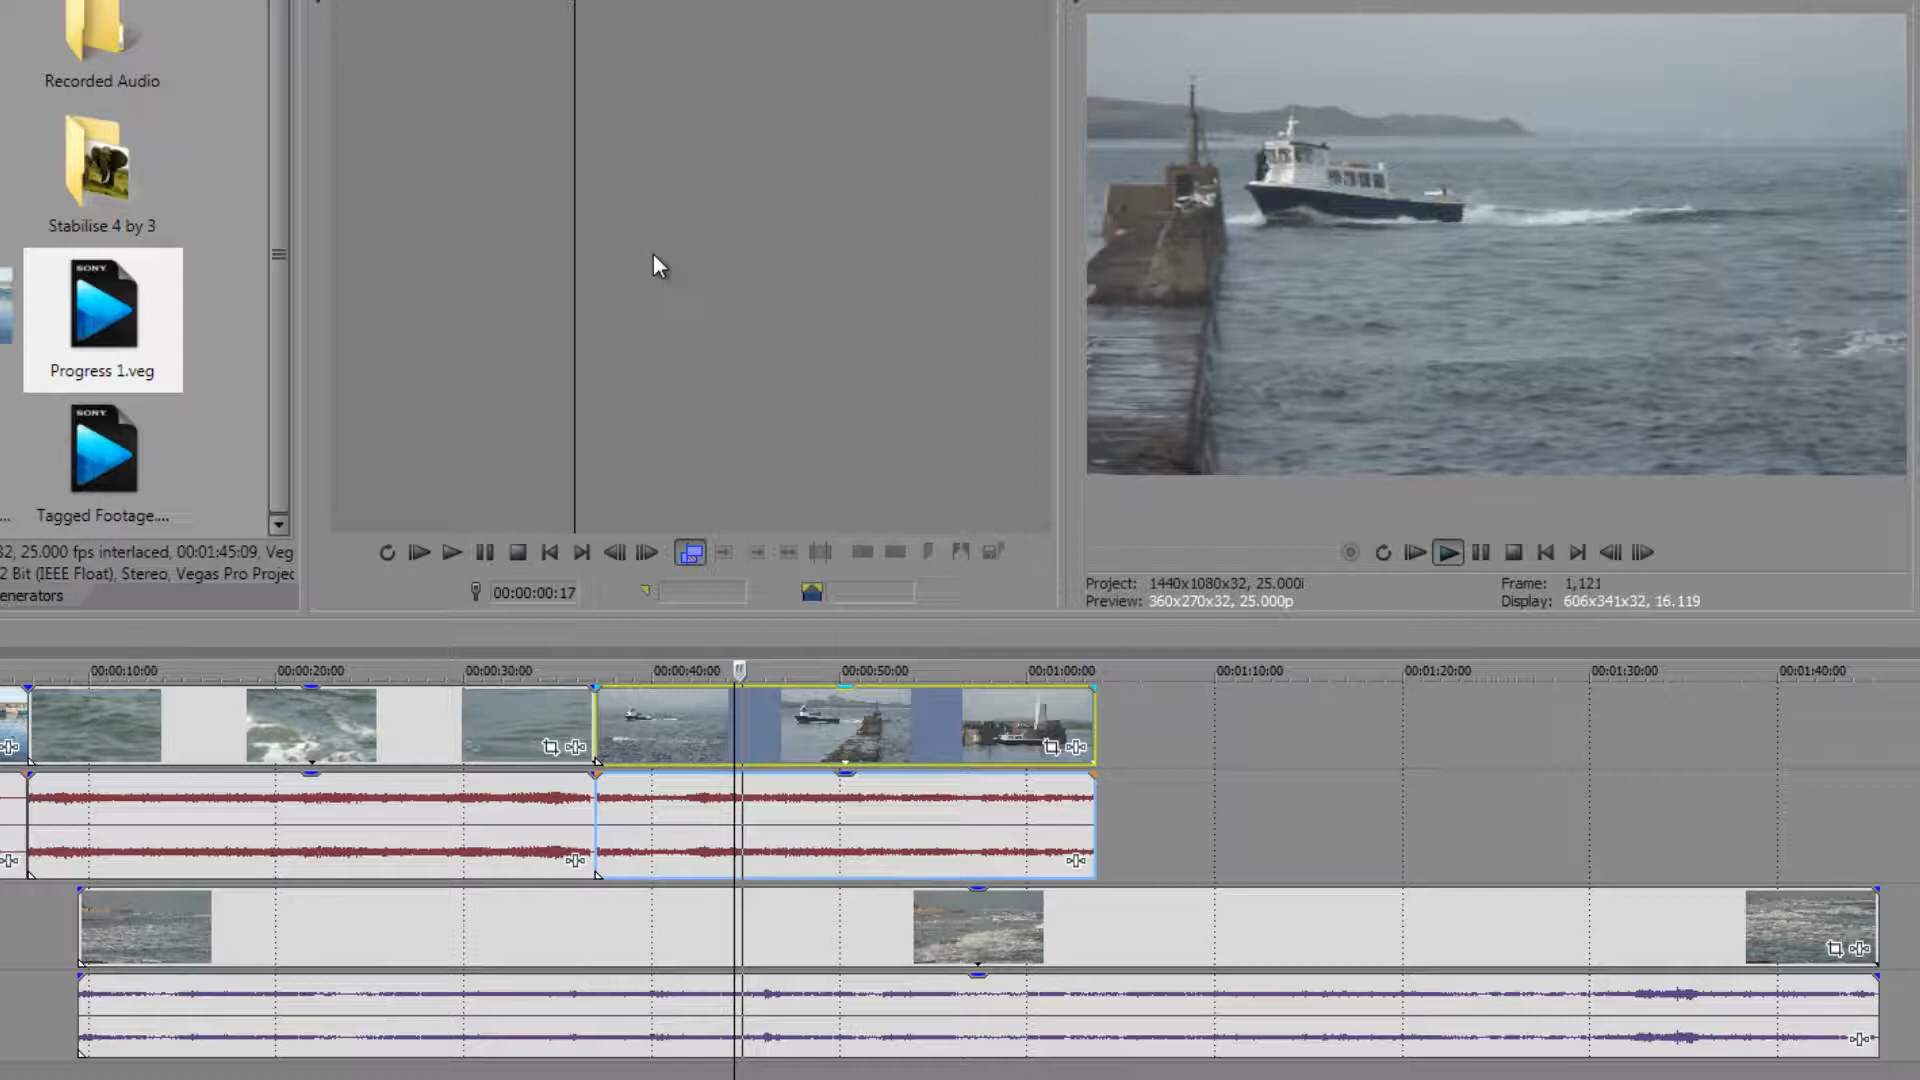 Recorded Audio
Stabilise 4 by 3
SONY
Progress 1.veg
SONY
Tagged Footage....
...
32, 25.000 fps interlaced, 00:01:45:09, Veg
2 Bit (IEEE Float), Stereo, Vegas Pro Projec
enerators
00:00:00:17
Project: 1440x1080x32, 25.000i
Frame: 1,121
Preview: 360x270x32, 25.000p
Display: 606x341x32, 16.119
00:00:10:00
00:00:20:00
00:00:30:00
00:00:40:00
00:00:50:00
00:01:00:00
00:01:10:00
00:01:20:00
00:01:30:00
00:01:40:00